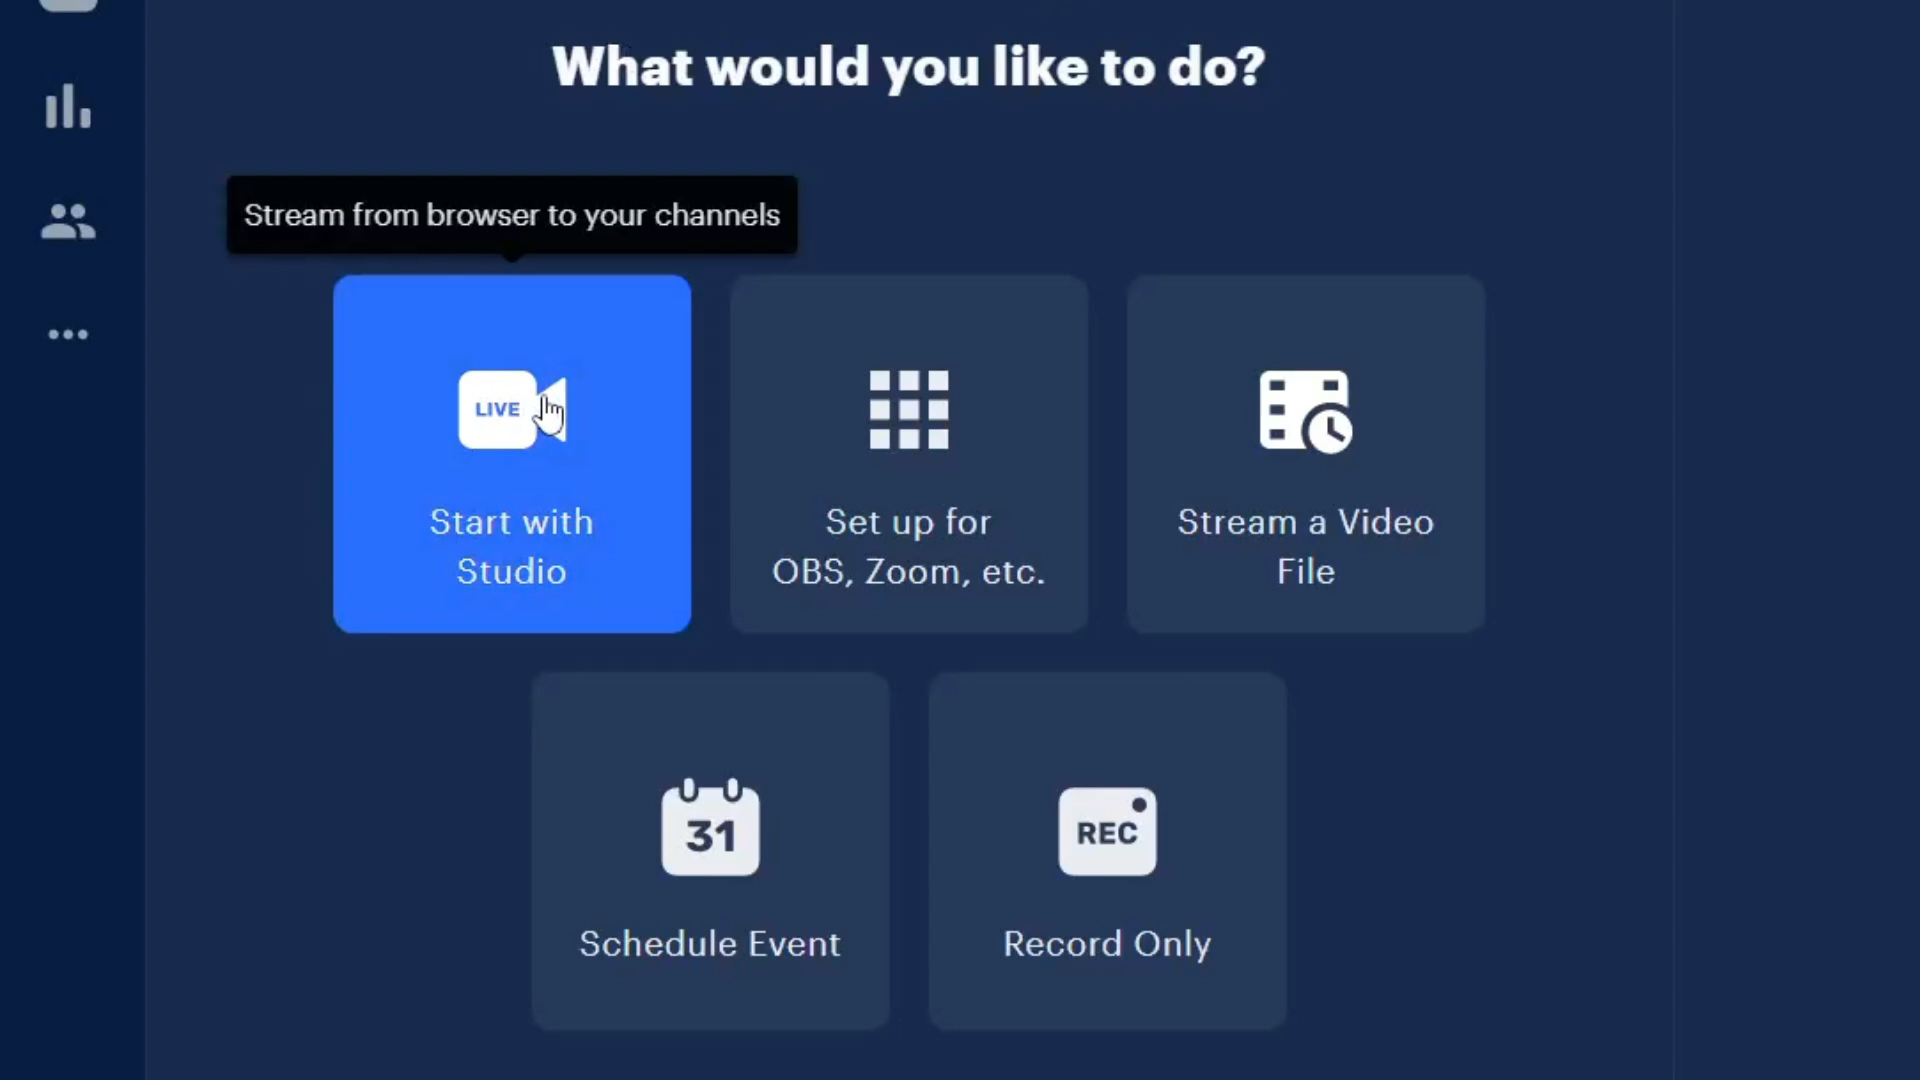 What would you like to do?
Stream from browser to your channels
LIVE
Start with
Studio
Set up for
OBS, Zoom, etc.
Stream a Video
File
31
Schedule Event
REC
Record Only